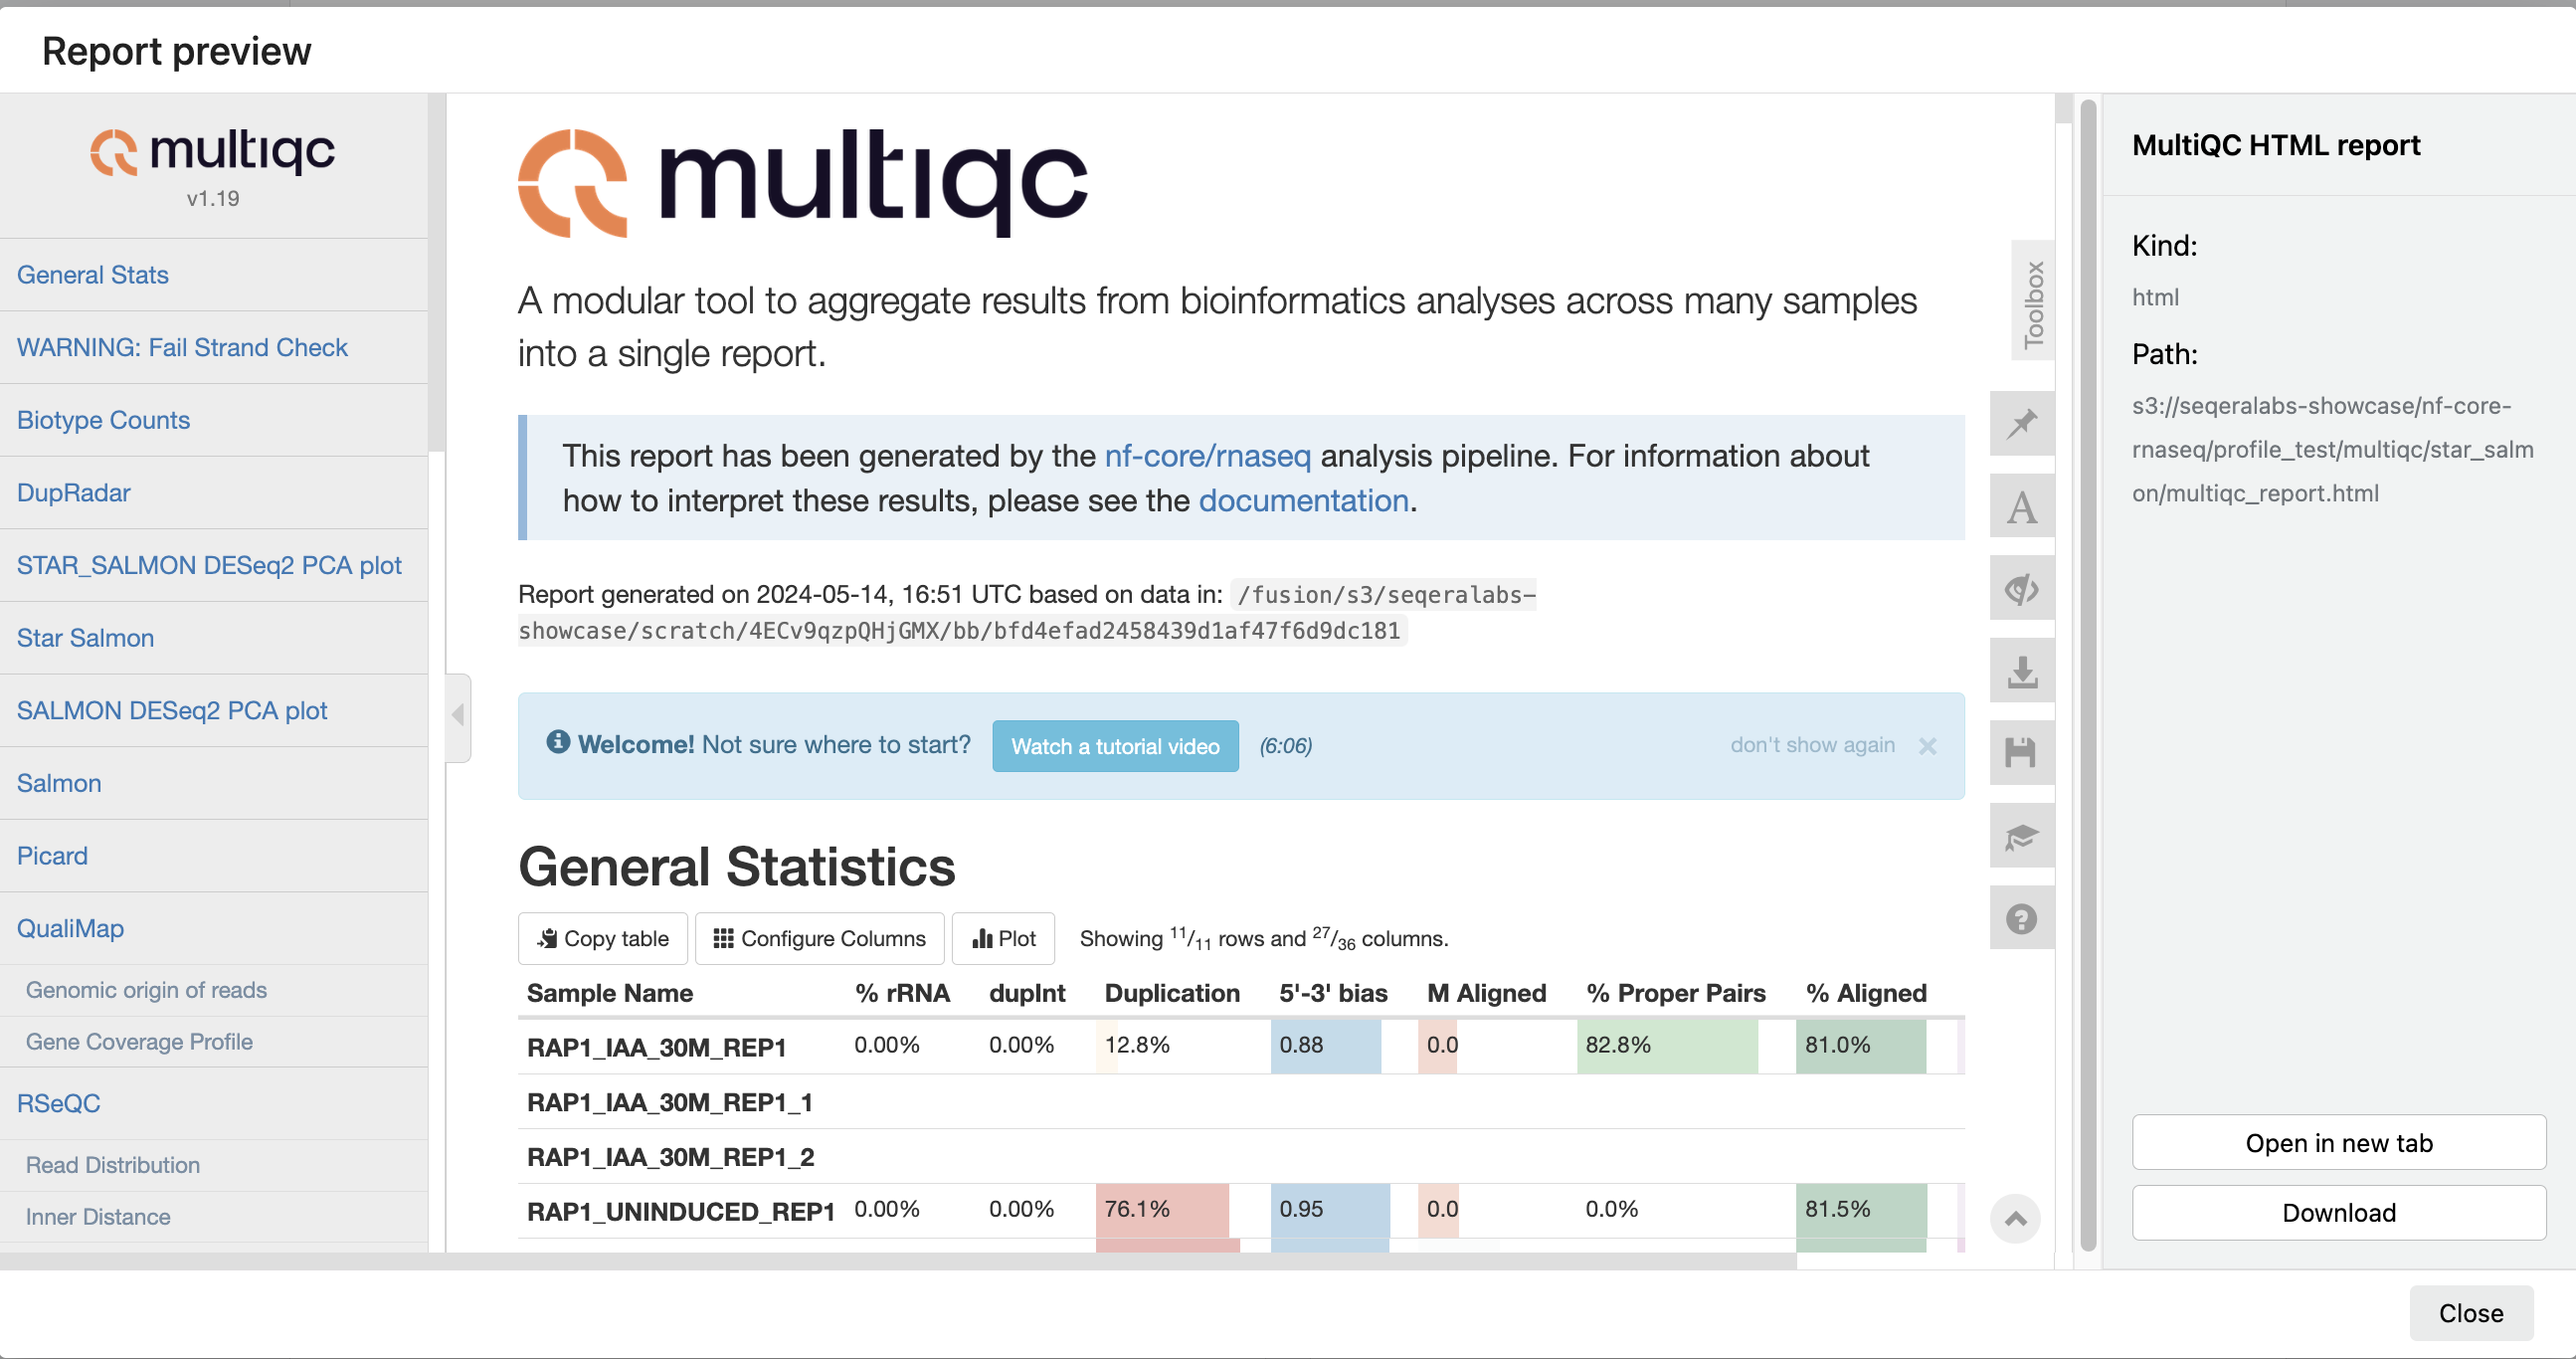 Report preview
multiqc
v1.19
General Stats
WARNING: Fail Strand Check
Biotype Counts
DupRadar
STAR_SALMON DESeq2 PCA plot
Star Salmon
SALMON DESeq2 PCA plot
Salmon
Picard
QualiMap
Genomic origin of reads
Gene Coverage Profile
RSeQC
Read Distribution
Inner Distance
multiqc
A modular tool to aggregate results from bioinformatics analyses across many samples
into a single report.
This report has been generated by the nf-core/rnaseq analysis pipeline. For information about
how to interpret these results, please see the documentation.
Report generated on 2024-05-14, 16:51 UTC based on data in: /fusion/s3/seqeralabs-
showcase/scratch/4ECv9qzpQHjGMX/bb/bfd4efad2458439d1af47f6d9dc181
Welcome! Not sure where to start? Watch a tutorial video (6:06) don't show again ×
General Statistics
Copy table Configure Columns Plot Showing 11/11 rows and 27/36 columns.
Sample Name % rRNA dupInt Duplication 5'-3' bias M Aligned % Proper Pairs % Aligned
RAP1_IAA_30M_REP1 0.00% 0.00% 12.8% 0.88 0.0 82.8% 81.0%
RAP1_IAA_30M_REP1_1
RAP1_IAA_30M_REP1_2
RAP1_UNINDUCED_REP1 0.00% 0.00% 76.1% 0.95 0.0 0.0% 81.5%
Toolbox
A
MultiQC HTML report
Kind:
html
Path:
s3://seqeralabs-showcase/nf-core-
rnaseq/profile_test/multiqc/star_salm
on/multiqc_report.html
Open in new tab
Download
Close